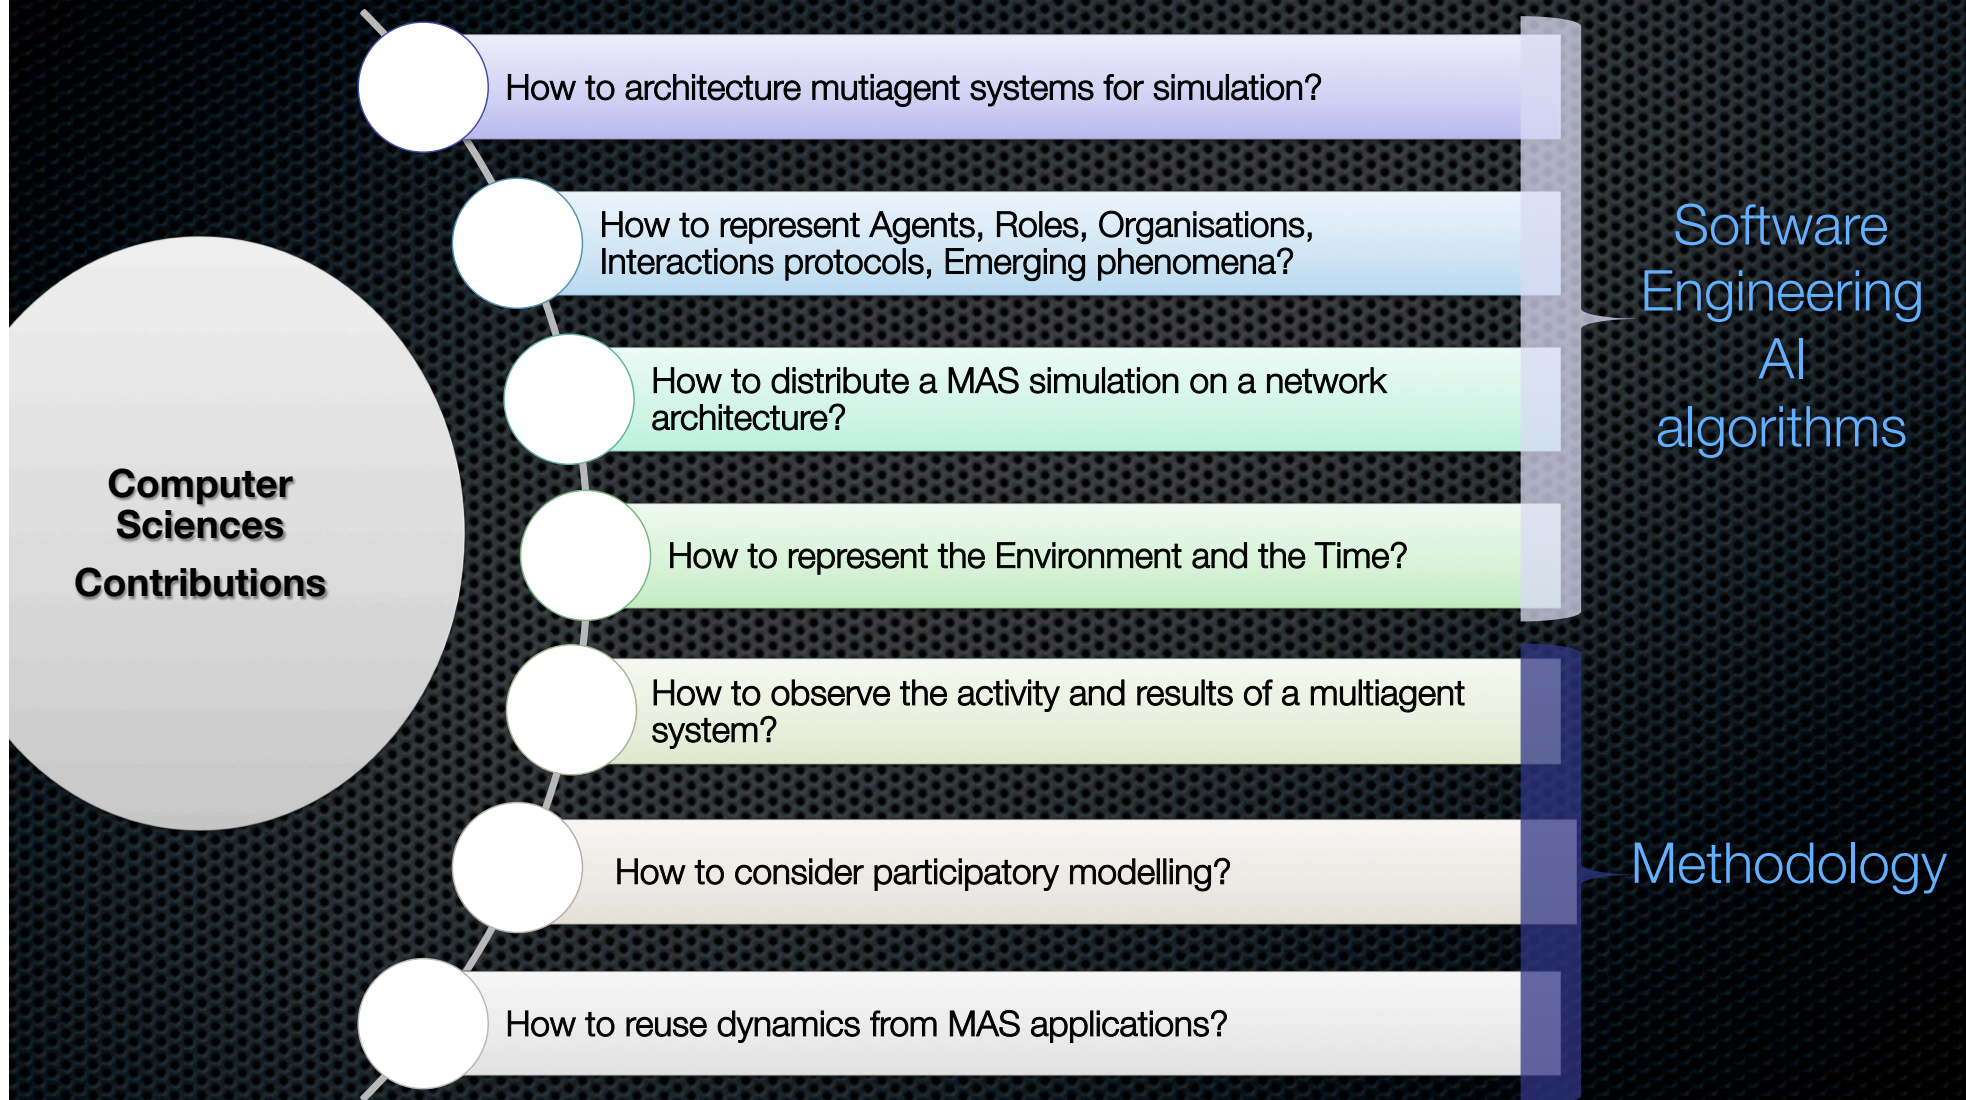 How to architecture mutiagent systems for simulation?
How to represent Agents, Roles, Organisations,
Interactions protocols, Emerging phenomena?
How to distribute a MAS simulation on a network
architecture?
How to represent the Environment and the Time?
How to observe the activity and results of a multiagent
system?
How to consider participatory modelling?
How to reuse dynamics from MAS applications?
Computer
Sciences
Contributions
Software
Engineering
AI
algorithms
Methodology